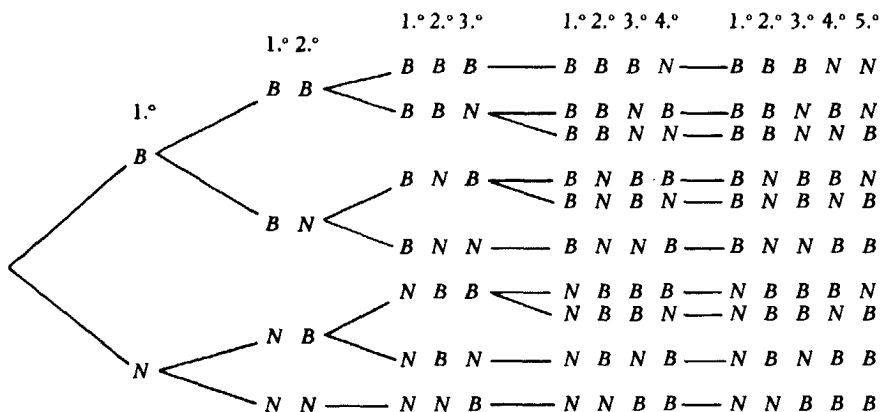 1.º 2.º 3.º 1.º 2.º 3.º 4.º 1.º 2.º 3.º 4.º 5.º
1.º 2.º
B B B B B B N B B B N N
B B
1.º
B B N B B N B B B N B N
B B N N B B N N B
B
B N B B N B B B N B B N
B N B N B N B N B
B N
B N N B N N B B N N B B
N B B N B B B N B B B N
N B B N N B B N B
N B
N B N N B N B N B N B B
N
N N N N B N N B B N N B B B